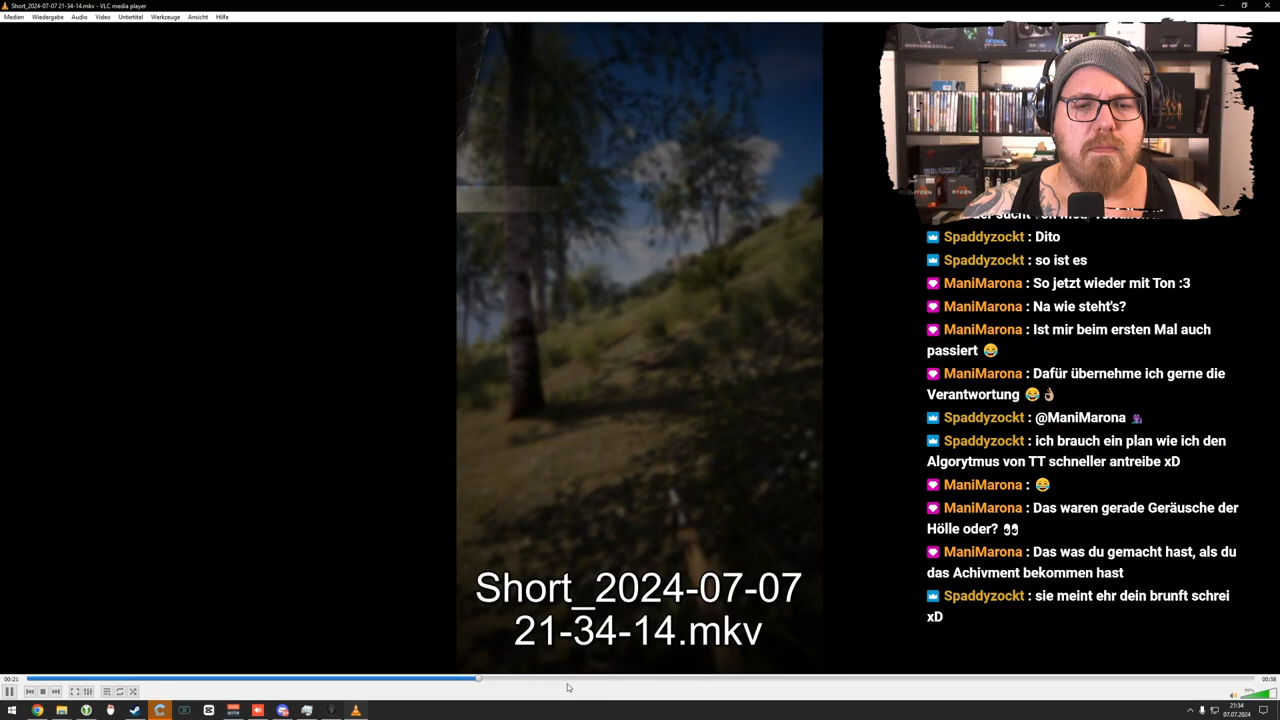 Short_2024-07-07 21-34-14.mkv - VLC media player
Medien Wiedergabe Audio Video Untertitel Werkzeuge Ansicht Hilfe
Spaddyzockt : Dito
Spaddyzockt : so ist es
ManiMarona : So jetzt wieder mit Ton :3
ManiMarona : Na wie steht's?
ManiMarona : Ist mir beim ersten Mal auch
passiert 😂
ManiMarona : Dafür übernehme ich gerne die
Verantwortung 😂👌🏼
Spaddyzockt : @ManiMarona
Spaddyzockt : ich brauch ein plan wie ich den
Algorytmus von TT schneller antreibe xD
ManiMarona : 😂
ManiMarona : Das waren gerade Geräusche der
Hölle oder? 👀
ManiMarona : Das was du gemacht hast, als du
das Achivment bekommen hast
Spaddyzockt : sie meint ehr dein brunft schrei
xD
Short_2024-07-07
21-34-14.mkv
00:21
00:58
99%
21:34
07.07.2024